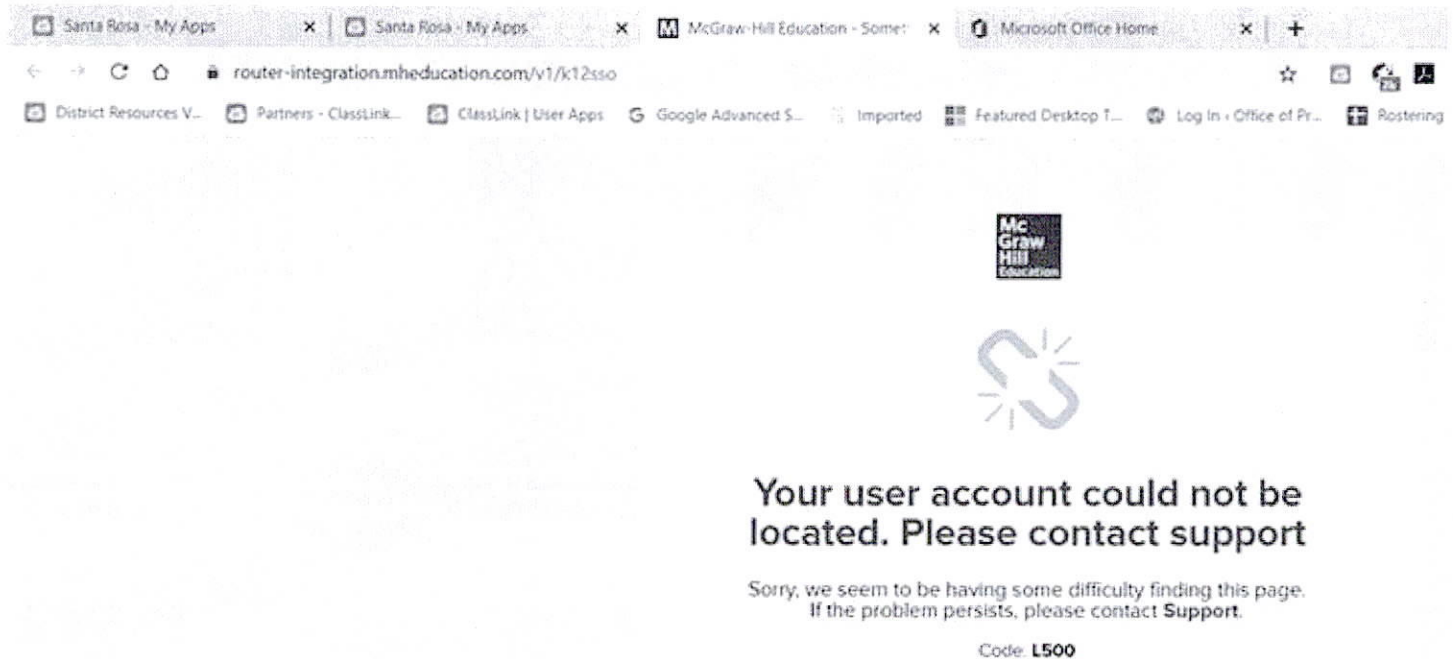 Santa Rosa - My Apps
Santa Rosa - My Apps
McGraw-Hill Education - Somet
Microsoft Office Home
router-integration.mheducation.com/v1/k12sso
District Resources V...
Partners - ClassLink...
ClassLink | User Apps
Google Advanced S...
Imported
Featured Desktop T...
Log In ‹ Office of Pr...
Rostering
Mc
Graw
Hill
Education
Your user account could not be
located. Please contact support
Sorry, we seem to be having some difficulty finding this page.
If the problem persists, please contact Support.
Code: L500